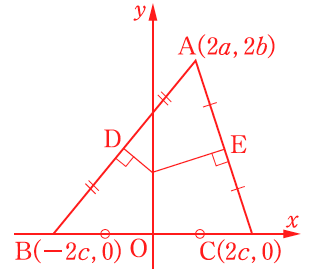 y
A(2a, 2b)
D
E
x
B(−2c, 0)
O
C(2c, 0)